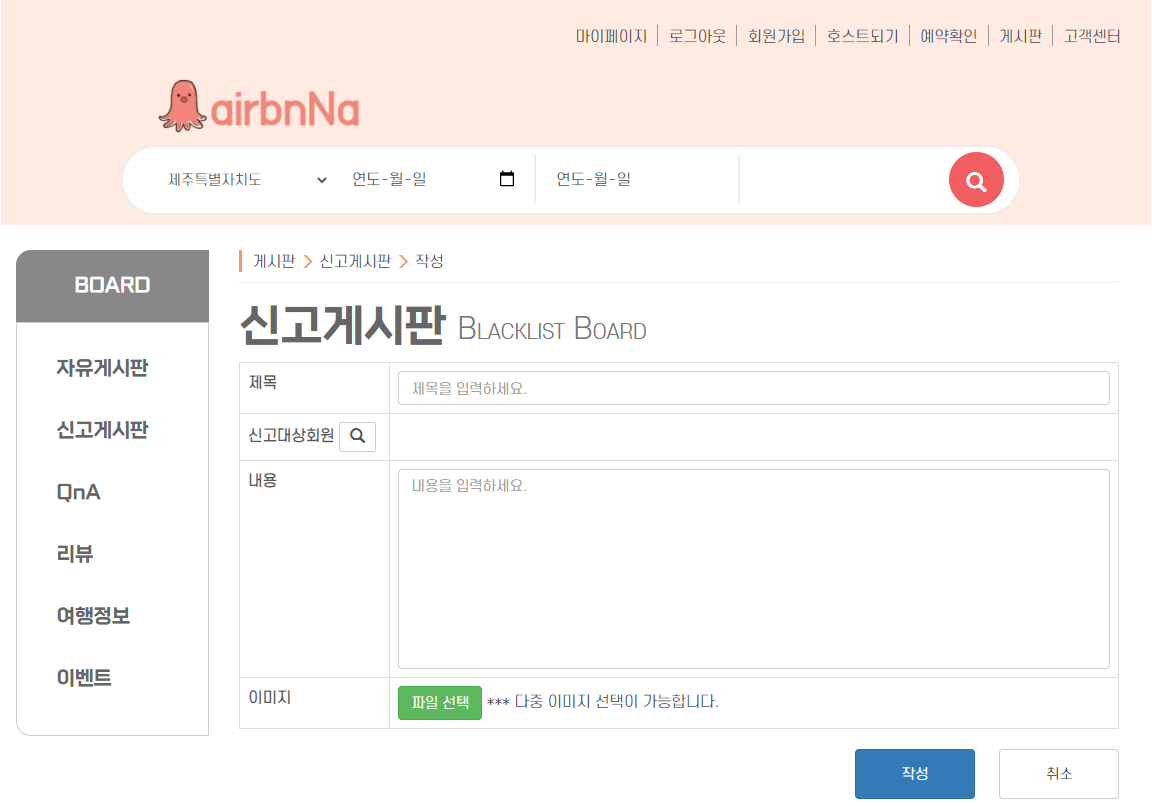 마이페이지 로그아웃 회원가입 호스트되기 예약확인 게시판 고객센터
airbnNa
제주특별자치도 연도-월-일 연도-월-일
BOARD
자유게시판
신고게시판
QnA
리뷰
여행정보
이벤트
게시판 > 신고게시판 > 작성
신고게시판 Blacklist Board
제목 제목을 입력하세요.
신고대상회원
내용 내용을 입력하세요.
이미지 파일 선택 *** 다중 이미지 선택이 가능합니다.
작성 취소